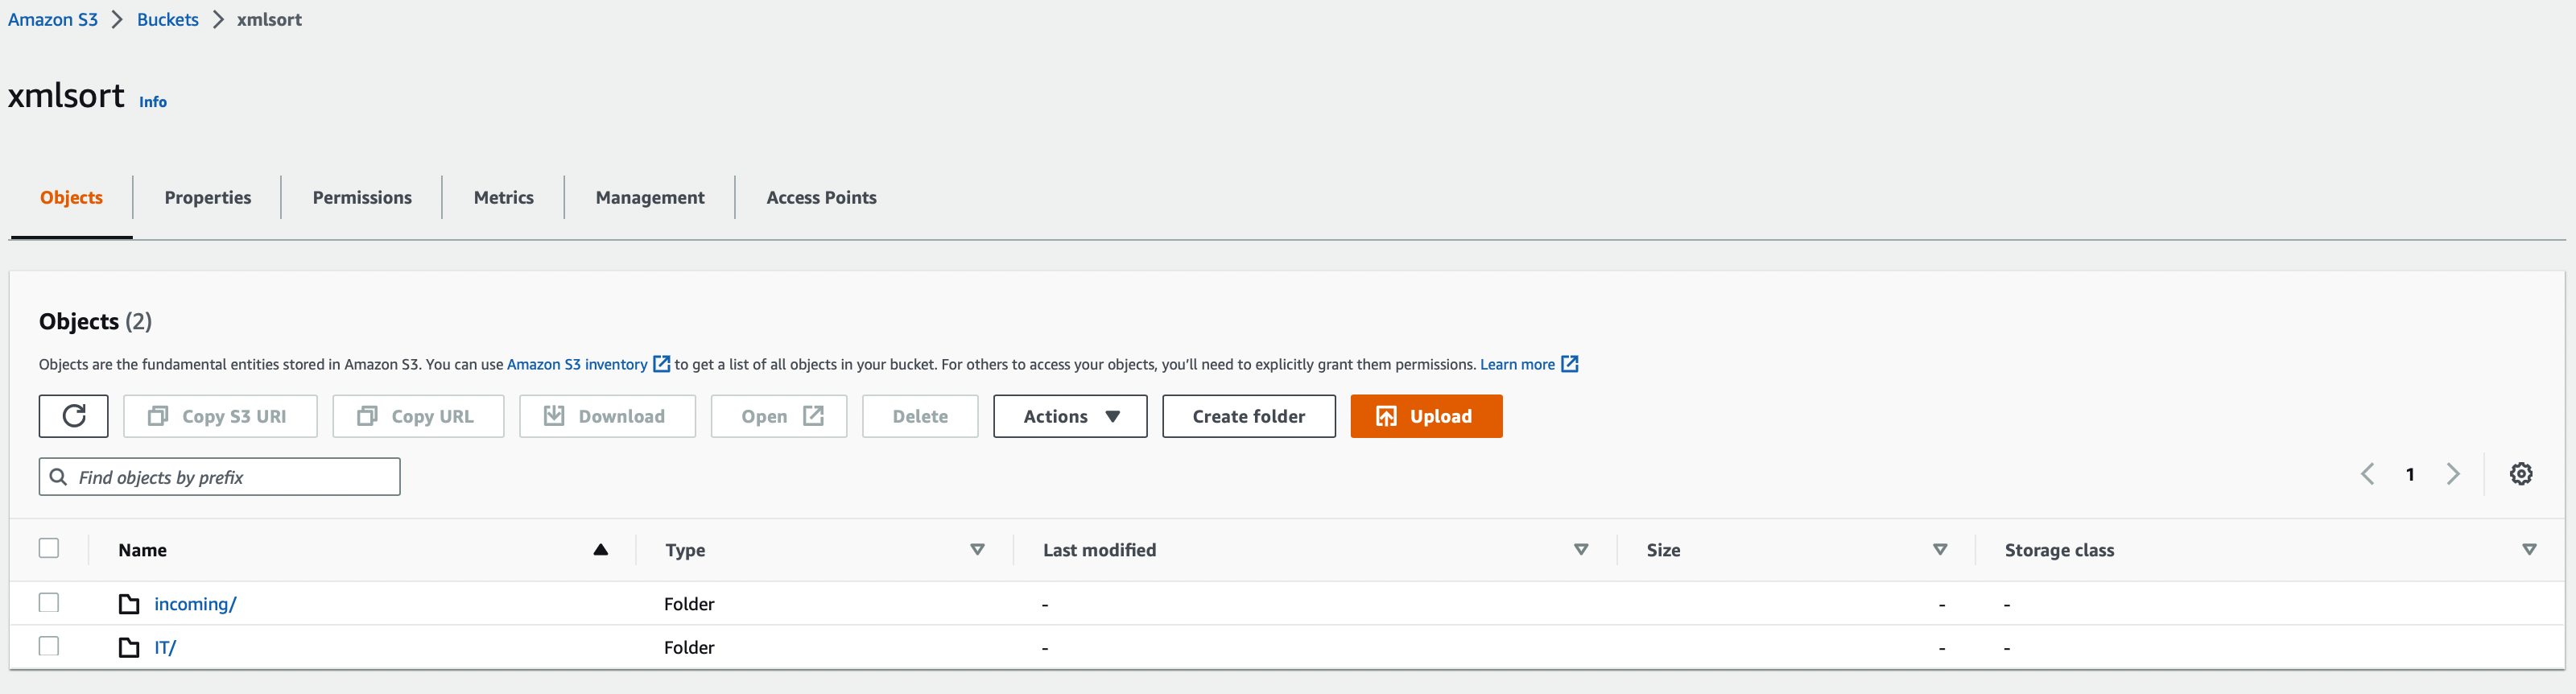 Amazon S3 > Buckets > xmlsort
xmlsort Info
Objects Properties Permissions Metrics Management Access Points
Objects (2)
Objects are the fundamental entities stored in Amazon S3. You can use Amazon S3 inventory to get a list of all objects in your bucket. For others to access your objects, you’ll need to explicitly grant them permissions. Learn more
Copy S3 URI Copy URL Download Open Delete Actions Create folder Upload
Find objects by prefix 1
Name Type Last modified Size Storage class
incoming/ Folder - - -
IT/ Folder - - -